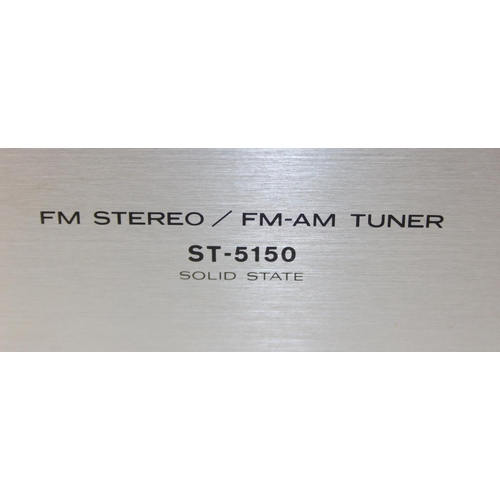 FM STEREO / FM-AM TUNER
ST-5150
SOLID STATE